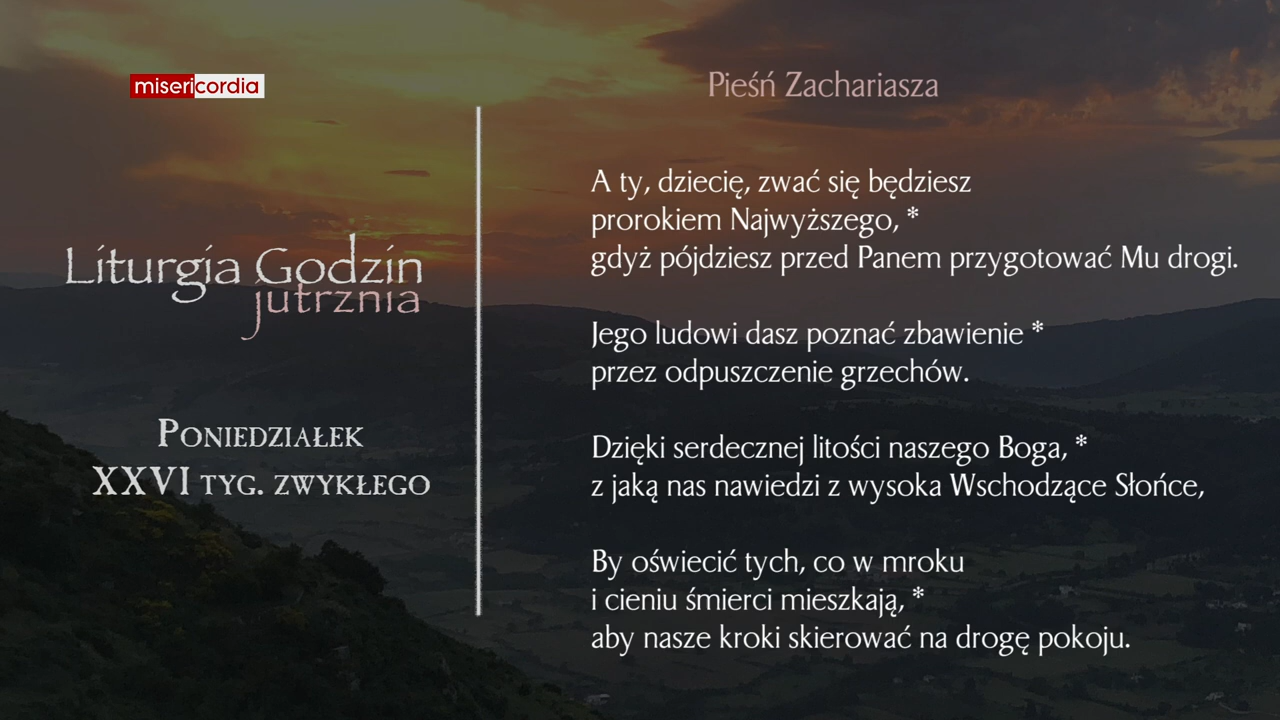 misericordia
Liturgia Godzin
jutrznia
Poniedziałek
XXVI tyg. zwykłego
Pieśń Zachariasza
A ty, dziecię, zwać się będziesz
prorokiem Najwyższego, *
gdyż pójdziesz przed Panem przygotować Mu drogi.
Jego ludowi dasz poznać zbawienie *
przez odpuszczenie grzechów.
Dzięki serdecznej litości naszego Boga, *
z jaką nas nawiedzi z wysoka Wschodzące Słońce,
By oświecić tych, co w mroku
i cieniu śmierci mieszkają, *
aby nasze kroki skierować na drogę pokoju.